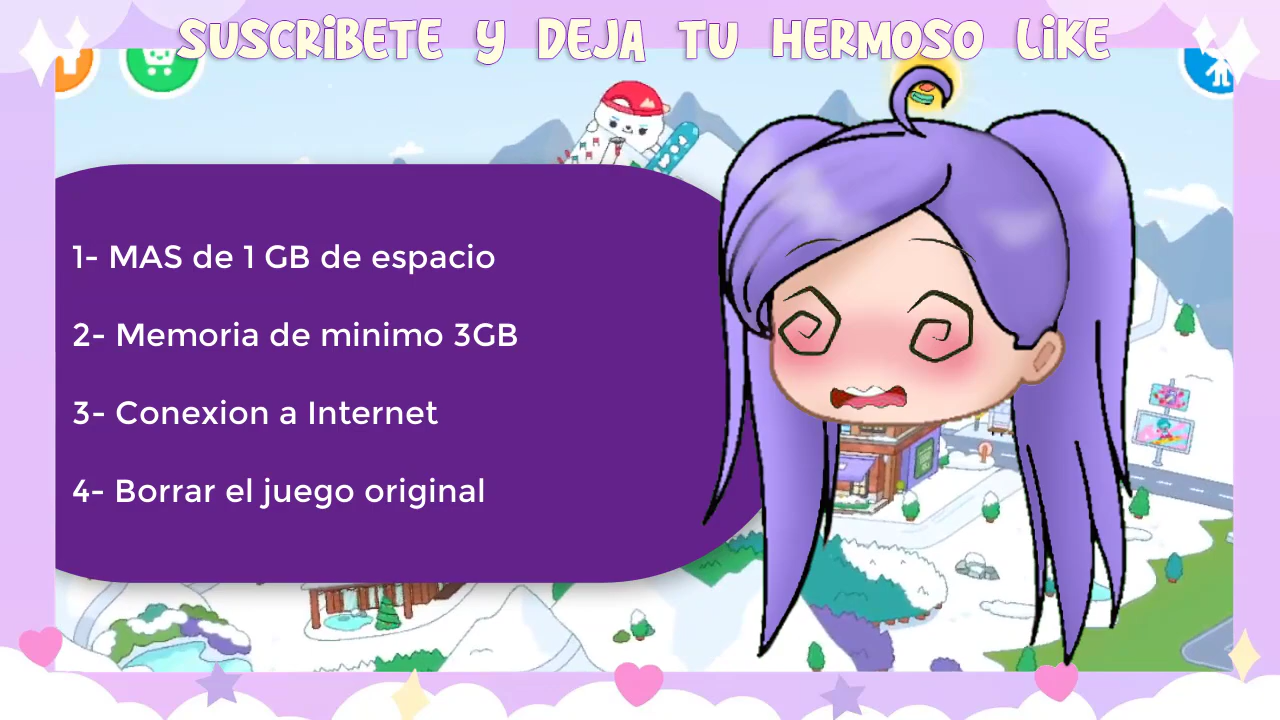 SUSCRIBETE Y DEJA TU HERMOSO LIKE
1- MAS de 1 GB de espacio
2- Memoria de minimo 3GB
3- Conexion a Internet
4- Borrar el juego original